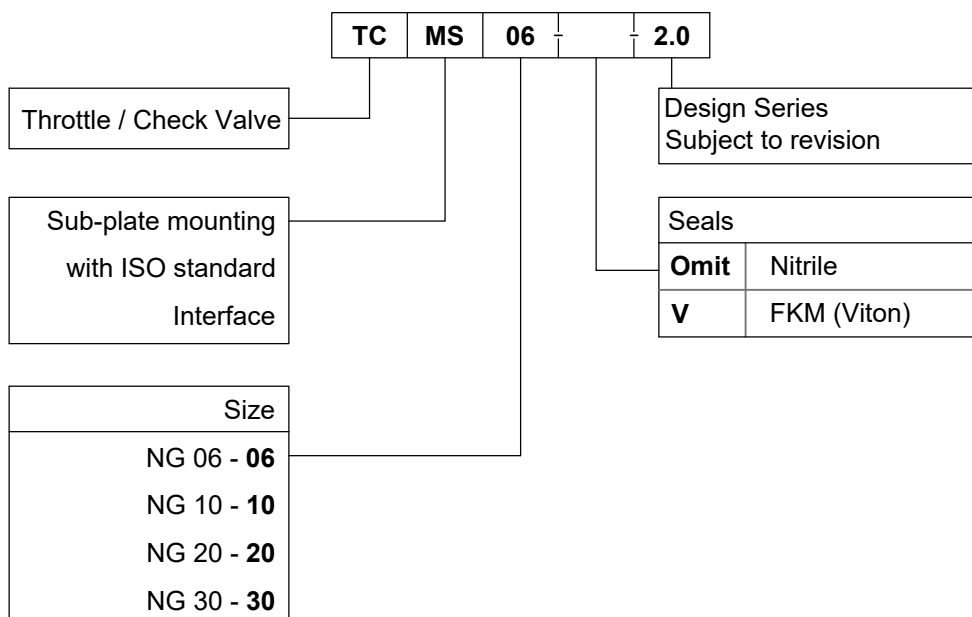 TC MS 06 - - 2.0
Throttle / Check Valve
Design Series
Subject to revision
Sub-plate mounting
with ISO standard
Interface
Seals
Omit Nitrile
V FKM (Viton)
Size
NG 06 - 06
NG 10 - 10
NG 20 - 20
NG 30 - 30